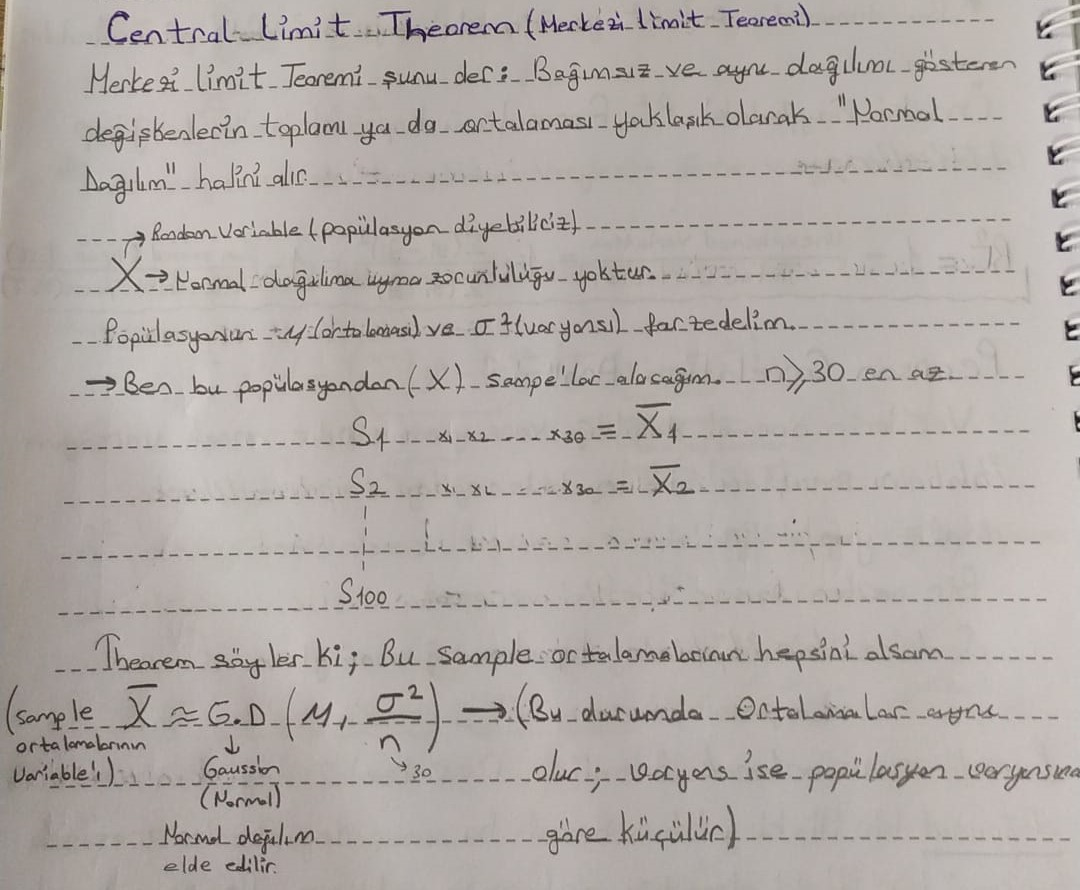 Central Limit Theorem (Merkezi limit Teoremi)
Merkezi limit Teoremi şunu der: Bağımsız ve aynı dağılımı gösteren
değişkenlerin toplamı ya da ortalaması yaklaşık olarak "Normal
Dağılım" halini alır.
→ Random Variable (popülasyon diyebiliriz)
X → Normal dağılıma uyma zorunluluğu yoktur.
Popülasyonun μ (ortalaması) ve σ² (varyansı) farzedelim.
→ Ben bu popülasyondan (X) sample'lar alacağım. n ≥ 30 en az
S1 x1 x2 ... x30 = X̄1
S2 x1 x2 ... x30 = X̄2
S100
Theorem söyler ki; Bu sample ortalamalarının hepsini alsam
(sample X̄ ≈ G.D (μ, σ²/n) → (Bu durumda Ortalamalar aynı
ortalamalarının ↓ ↘30
variable'ı) Gaussian olur; Varyans ise popülasyon varyansına
(Normal)
Normal dağılım göre küçülür)
elde edilir.